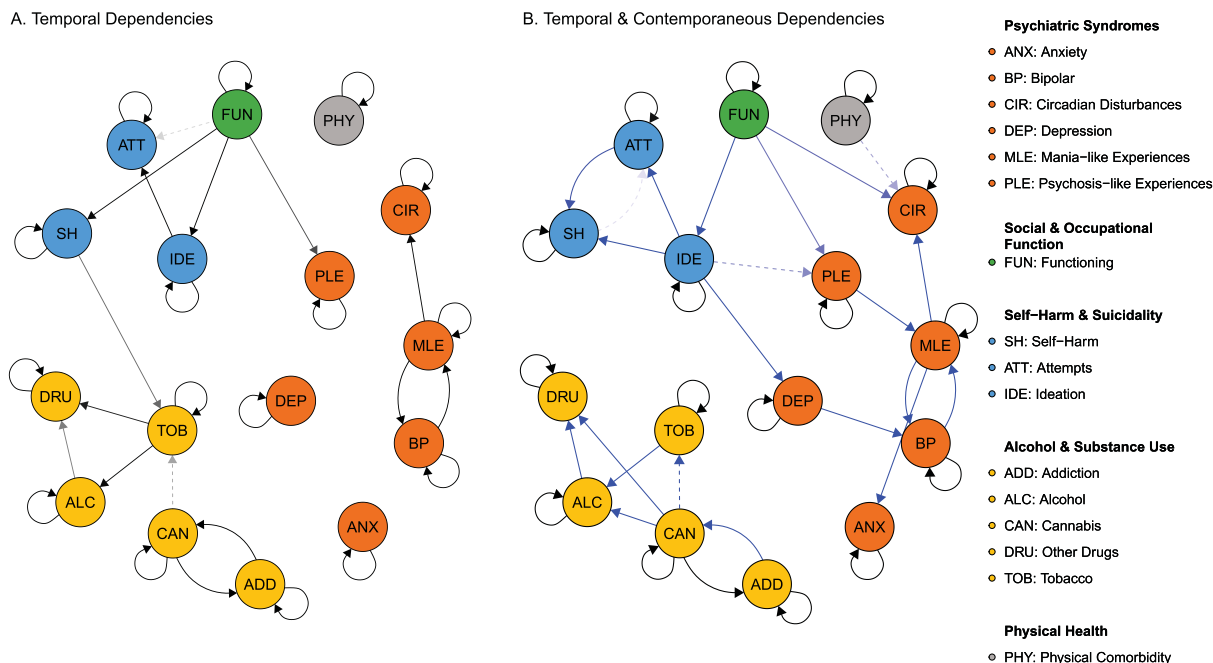 A. Temporal Dependencies
FUN
PHY
ATT
CIR
SH
IDE
PLE
MLE
DRU
DEP
TOB
BP
ALC
CAN
ANX
ADD
B. Temporal & Contemporaneous Dependencies
FUN
PHY
ATT
CIR
SH
IDE
PLE
MLE
DRU
DEP
TOB
BP
ALC
CAN
ANX
ADD
Psychiatric Syndromes
ANX: Anxiety
BP: Bipolar
CIR: Circadian Disturbances
DEP: Depression
MLE: Mania-like Experiences
PLE: Psychosis-like Experiences
Social & Occupational
Function
FUN: Functioning
Self−Harm & Suicidality
SH: Self−Harm
ATT: Attempts
IDE: Ideation
Alcohol & Substance Use
ADD: Addiction
ALC: Alcohol
CAN: Cannabis
DRU: Other Drugs
TOB: Tobacco
Physical Health
PHY: Physical Comorbidity